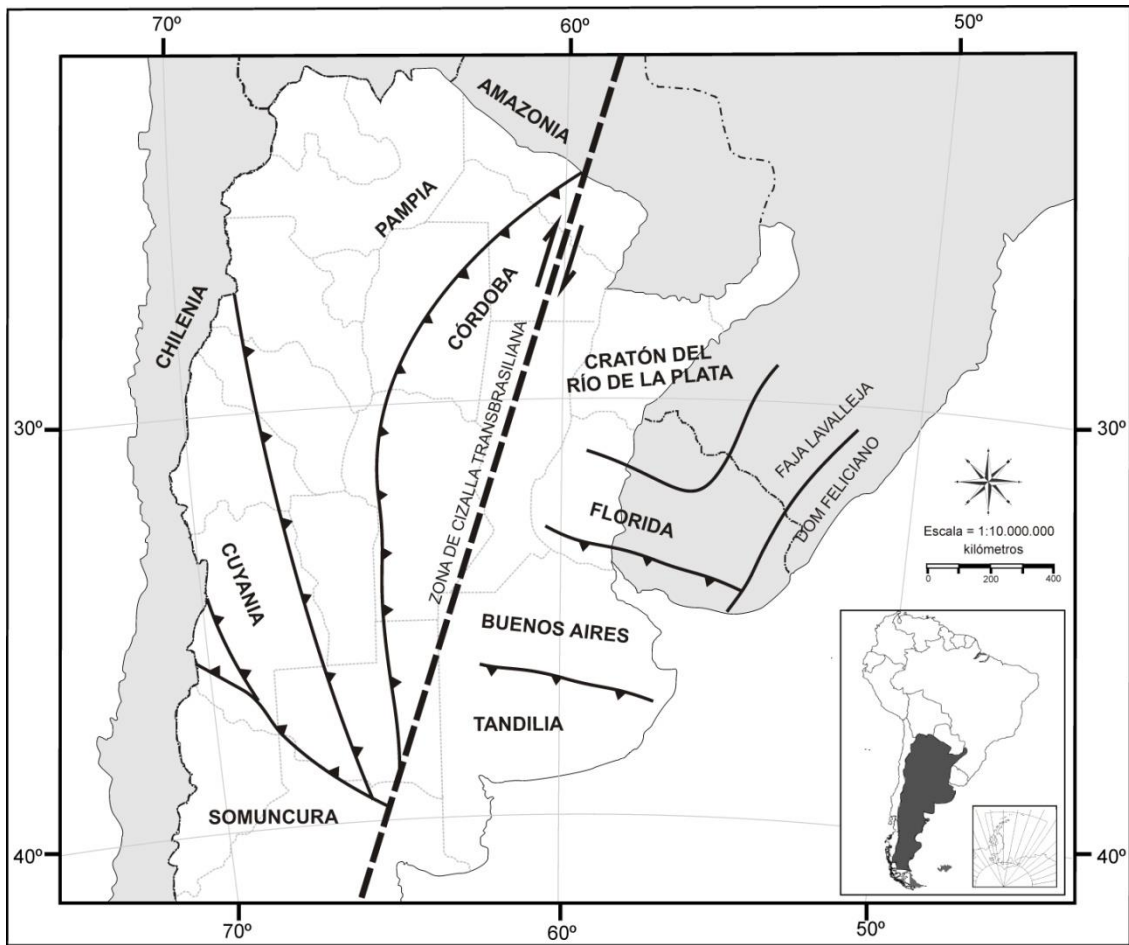 70º
60º
50º
AMAZONIA
PAMPIA
CÓRDOBA
CHILENIA
ZONA DE CIZALLA TRANSBRASILIANA
CRATÓN DEL
RÍO DE LA PLATA
30º
30º
FAJA LAVALLEJA
DOM FELICIANO
FLORIDA
Escala = 1:10.000.000
kilómetros
0 200 400
CUYANIA
BUENOS AIRES
TANDILIA
SOMUNCURA
40º
40º
70º
60º
50º